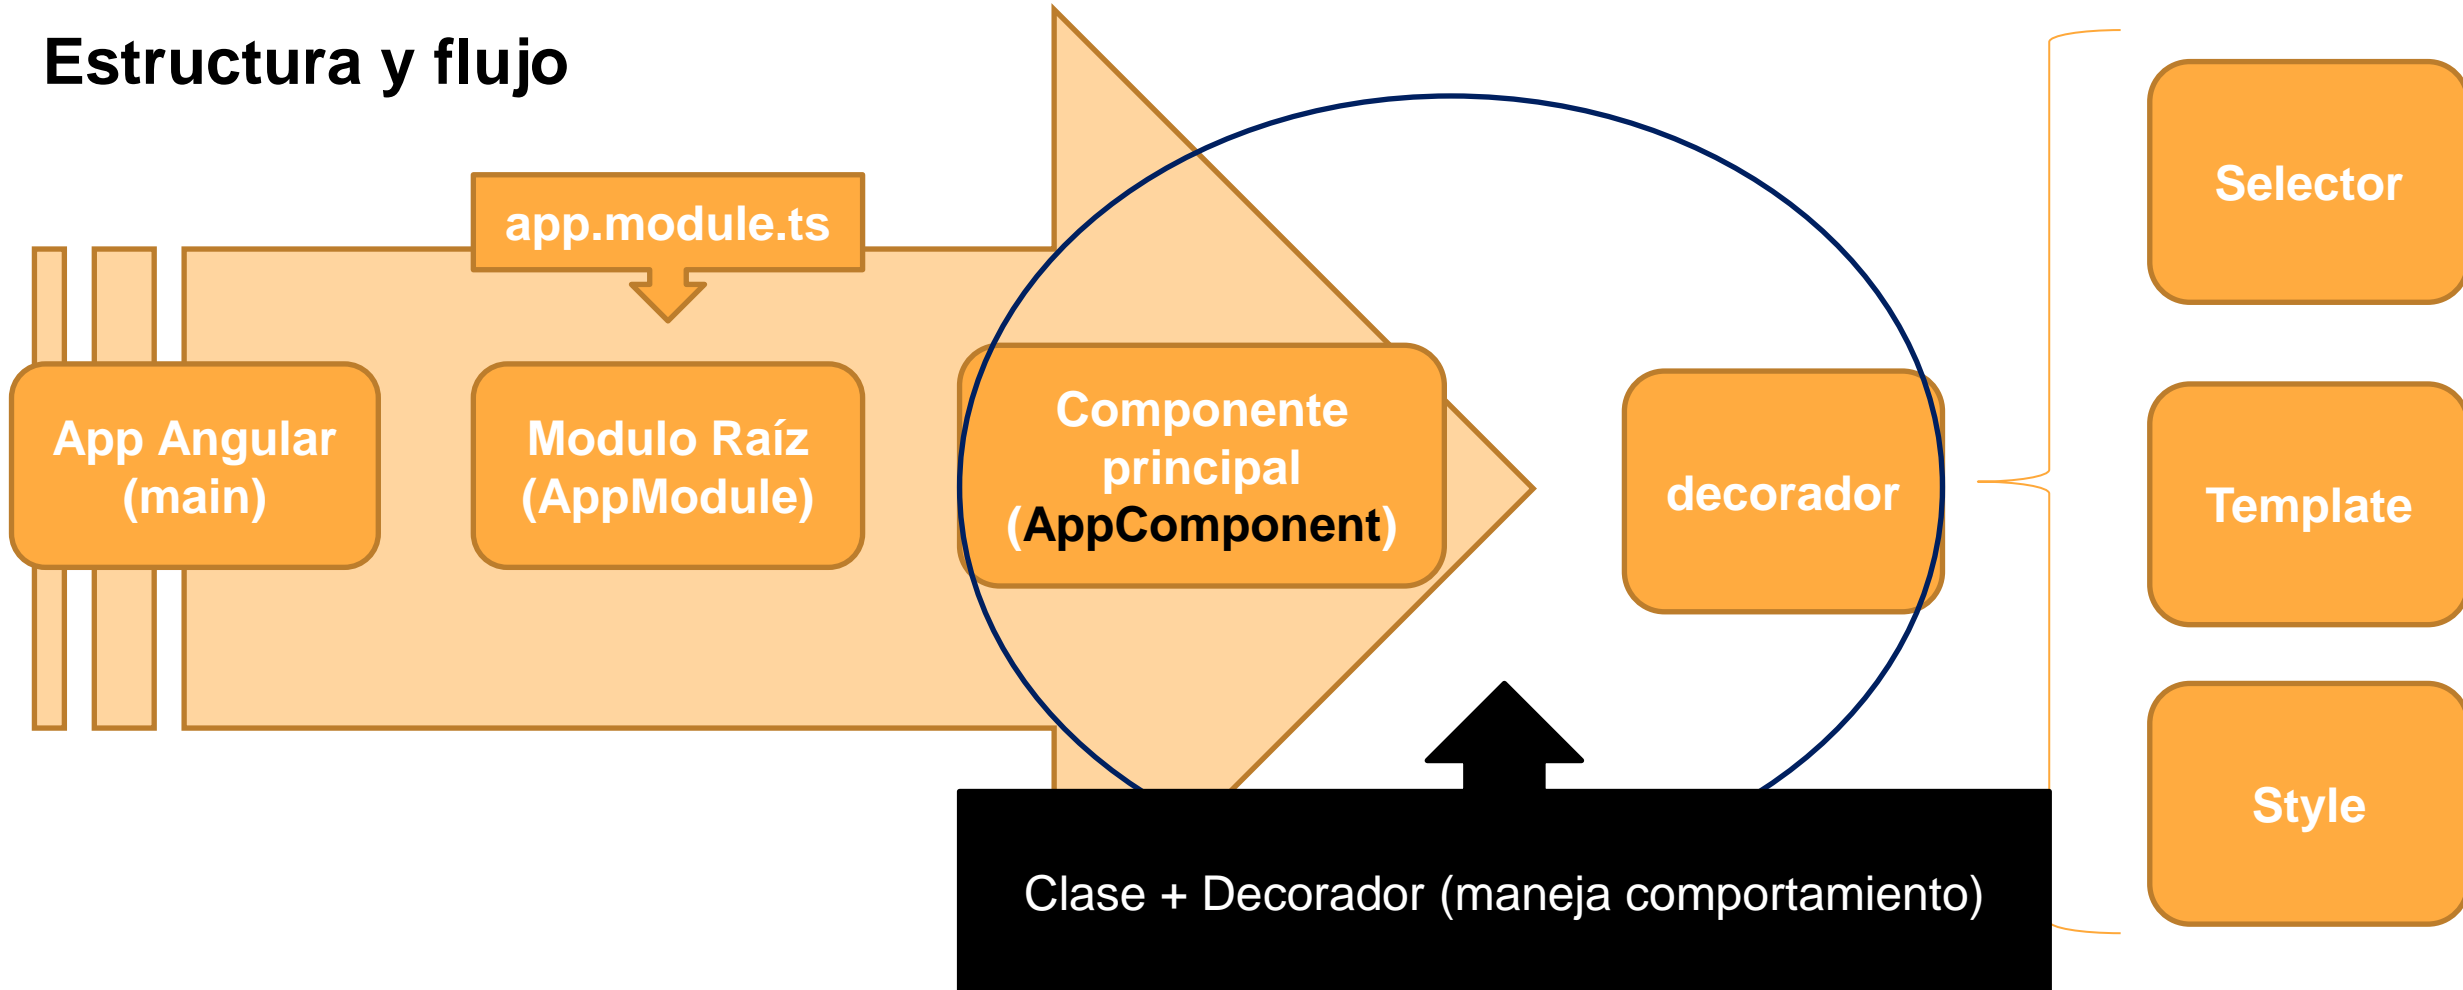 Estructura y flujo
app.module.ts
App Angular
(main)
Modulo Raíz
(AppModule)
Componente
principal
(AppComponent)
decorador
Selector
Template
Style
Clase + Decorador (maneja comportamiento)